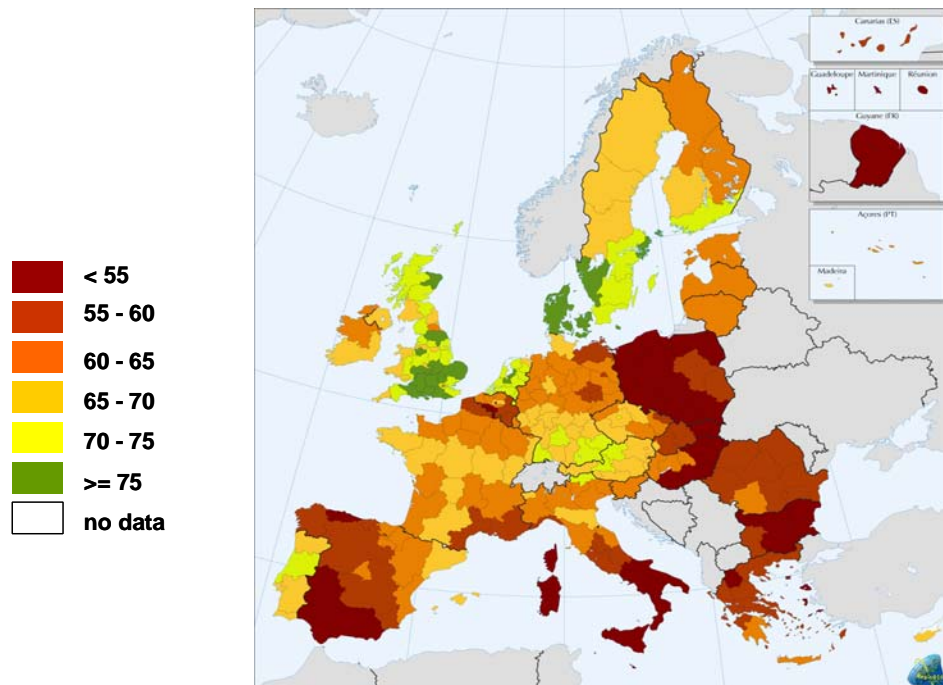 < 55
55 - 60
60 - 65
65 - 70
70 - 75
>= 75
no data
Canarias (ES)
Guadeloupe
Martinique
Réunion
Guyane (FR)
Açores (PT)
Madeira